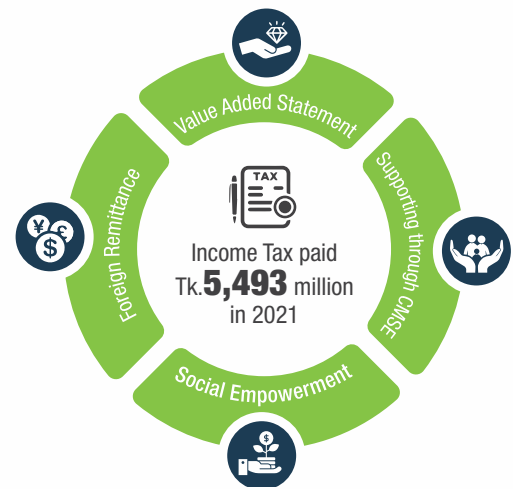 Value Added Statement
Supporting through CMSE
Social Empowerment
Foreign Remittance
TAX
Income Tax paid
Tk.5,493 million
in 2021
¥ £
$
$